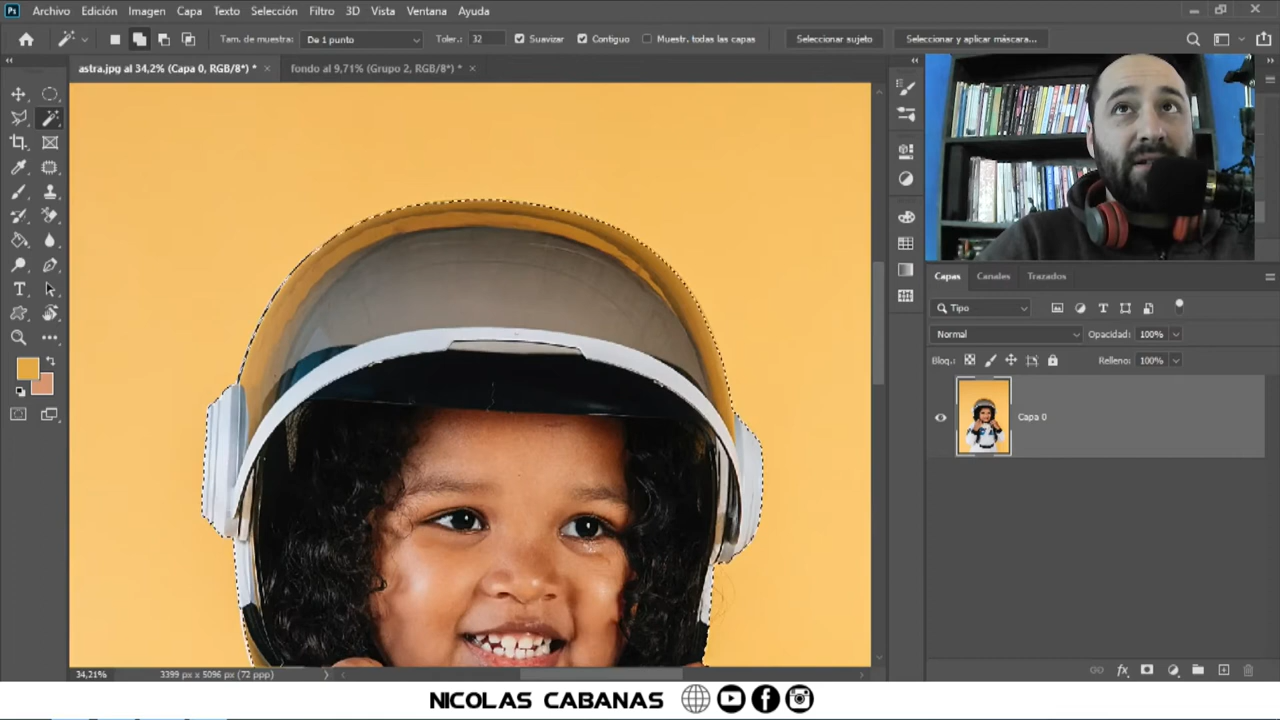 Ps Archivo Edición Imagen Capa Texto Selección Filtro 3D Vista Ventana Ayuda
Tam. de muestra: De 1 punto Toler.: 32 Suavizar Contiguo Muestr. todas las capas Seleccionar sujeto Seleccionar y aplicar máscara...
astra.jpg al 34,2% (Capa 0, RGB/8*) * × fondo al 9,71% (Grupo 2, RGB/8*) * ×
Capas Canales Trazados
Tipo
Normal Opacidad: 100%
Bloq.: Relleno: 100%
Capa 0
fx
34,21% 3399 px x 5096 px (72 ppp)
NICOLAS CABANAS